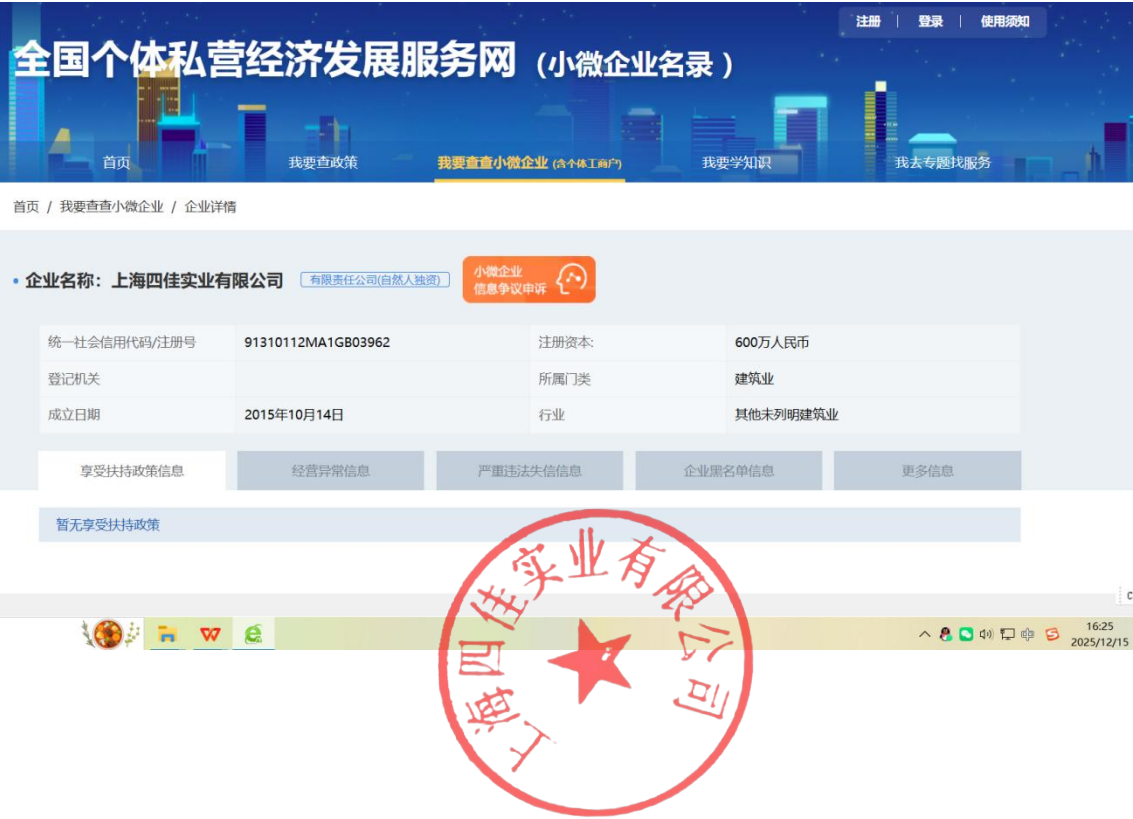 注册 | 登录 | 使用须知
全国个体私营经济发展服务网 (小微企业名录)
首页 我要查政策 我要查查小微企业 (含个体工商户) 我要学知识 我去专题找服务
首页 / 我要查查小微企业 / 企业详情
• 企业名称: 上海四佳实业有限公司 有限责任公司(自然人独资) 小微企业
信息争议申诉
统一社会信用代码/注册号 91310112MA1GB03962 注册资本: 600万人民币
登记机关 所属门类 建筑业
成立日期 2015年10月14日 行业 其他未列明建筑业
享受扶持政策信息 经营异常信息 严重违法失信信息 企业黑名单信息 更多信息
暂无享受扶持政策
上海四佳实业有限公司
中 16:25
2025/12/15